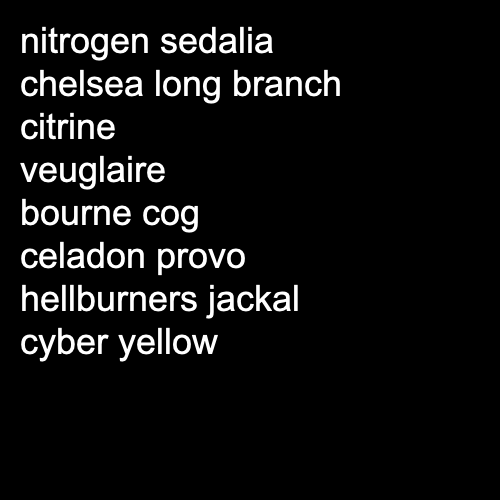 nitrogen sedalia
chelsea long branch
citrine
veuglaire
bourne cog
celadon provo
hellburners jackal
cyber yellow